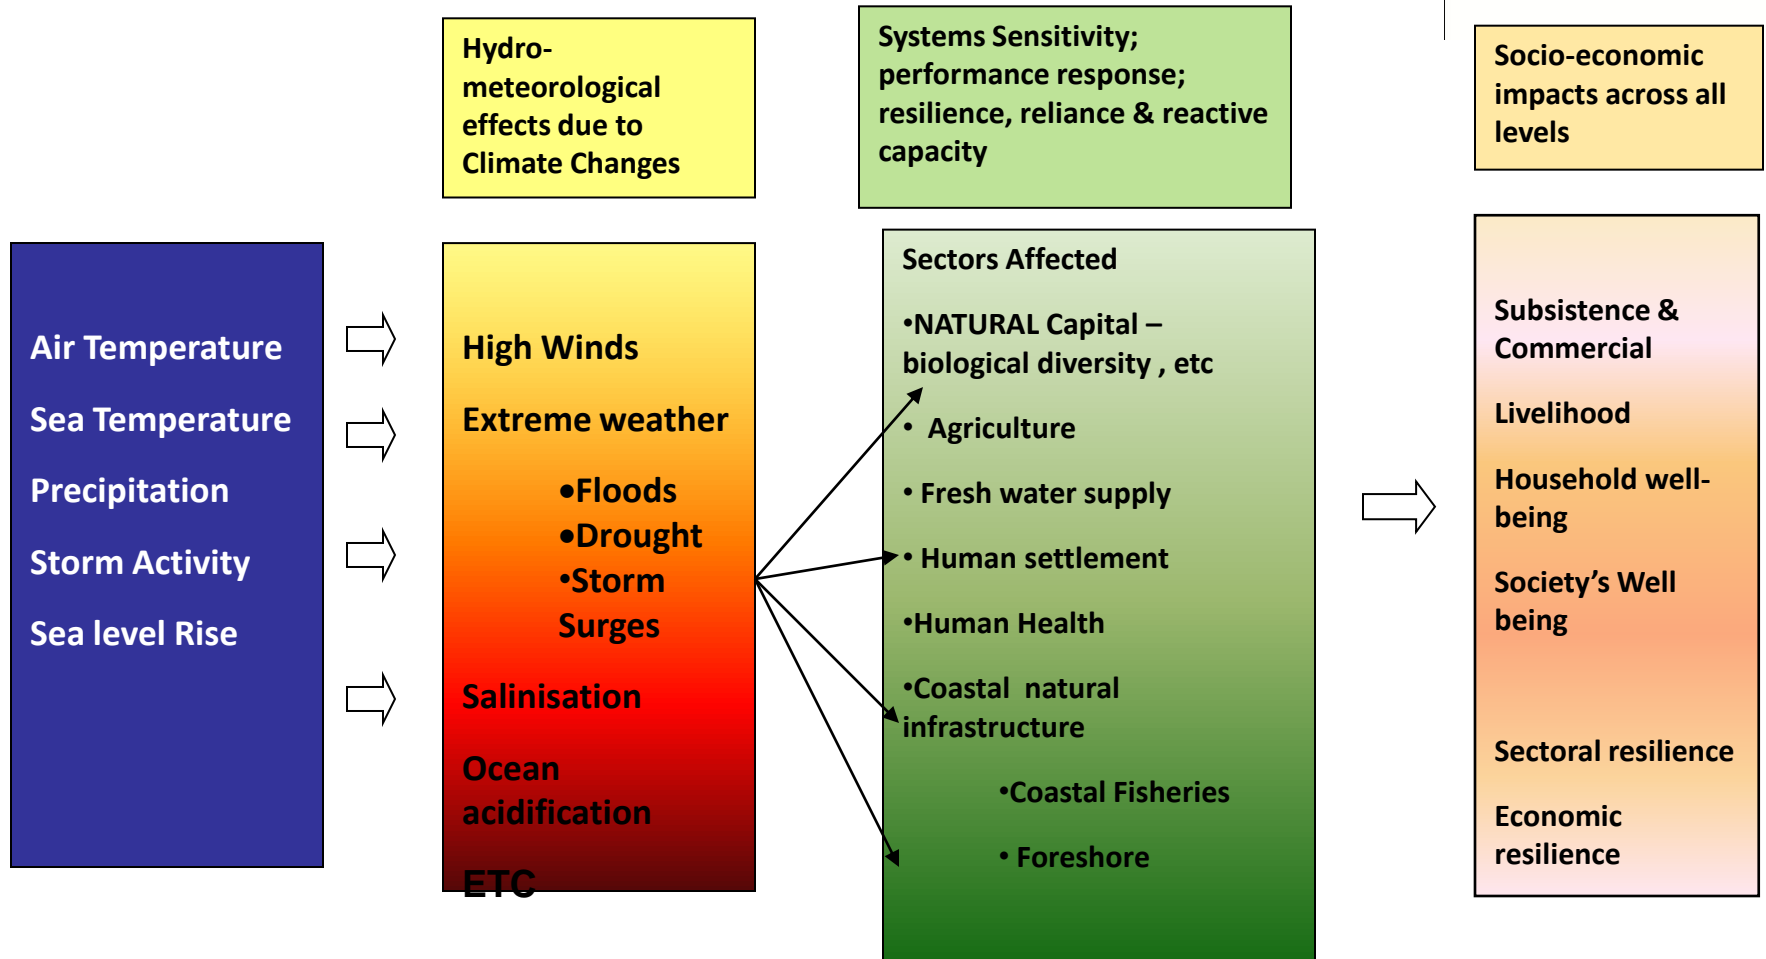 Hydro-
meteorological
effects due to
Climate Changes
Systems Sensitivity;
performance response;
resilience, reliance & reactive
capacity
Socio-economic
impacts across all
levels
Air Temperature
Sea Temperature
Precipitation
Storm Activity
Sea level Rise
High Winds
Extreme weather
•Floods
•Drought
•Storm
Surges
Salinisation
Ocean
acidification
ETC
Sectors Affected
•NATURAL Capital –
biological diversity , etc
• Agriculture
• Fresh water supply
• Human settlement
•Human Health
•Coastal natural
infrastructure
•Coastal Fisheries
• Foreshore
Subsistence &
Commercial
Livelihood
Household well-
being
Society’s Well
being
Sectoral resilience
Economic
resilience